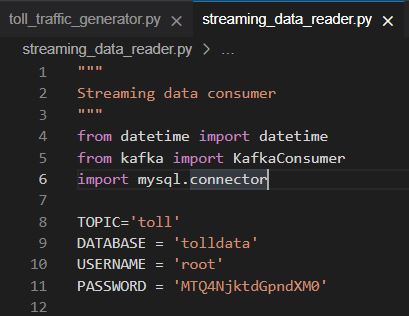 toll_traffic_generator.py × streaming_data_reader.py ×
streaming_data_reader.py > ...
1 """
2 Streaming data consumer
3 """
4 from datetime import datetime
5 from kafka import KafkaConsumer
6 import mysql.connector
7
8 TOPIC='toll'
9 DATABASE = 'tolldata'
10 USERNAME = 'root'
11 PASSWORD = 'MTQ4NjktdGpndXM0'
12